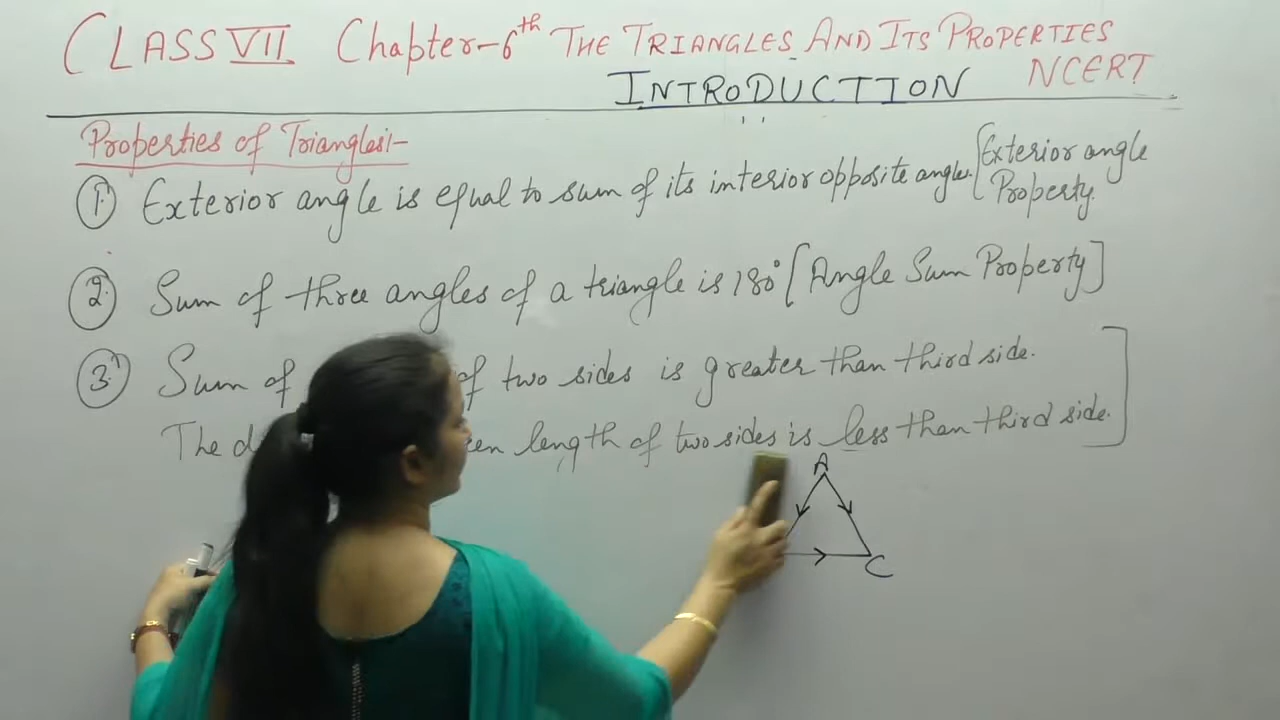 CLASS VII Chapter-6th THE TRIANGLES AND ITS PROPERTIES
INTRODUCTION NCERT
Properties of Triangles:-
1. Exterior angle is equal to sum of its interior opposite angle. [Exterior angle
Property.
2. Sum of three angles of a triangle is 180° [Angle Sum Property]
3. Sum of of two sides is greater than third side.
The length of two sides is less than third side.]
A
C